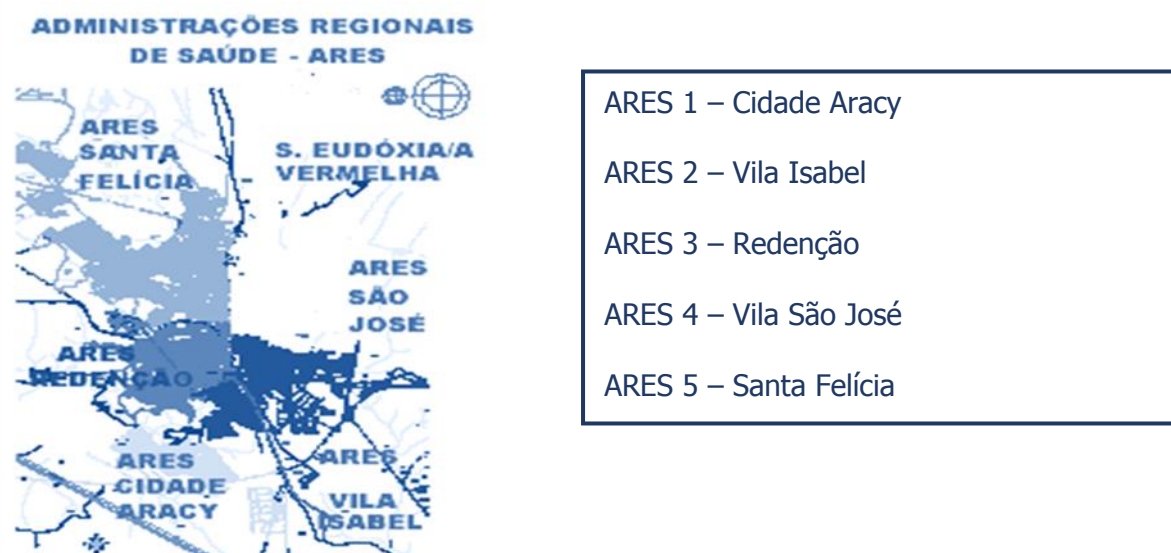 ADMINISTRAÇÕES REGIONAIS
DE SAÚDE - ARES
ARES
SANTA
FELÍCIA
S. EUDÓXIA/A
VERMELHA
ARES
SÃO
JOSÉ
ARES
REDENÇÃO
ARES
CIDADE
ARACY
ARES
VILA
ISABEL
ARES 1 – Cidade Aracy
ARES 2 – Vila Isabel
ARES 3 – Redenção
ARES 4 – Vila São José
ARES 5 – Santa Felícia